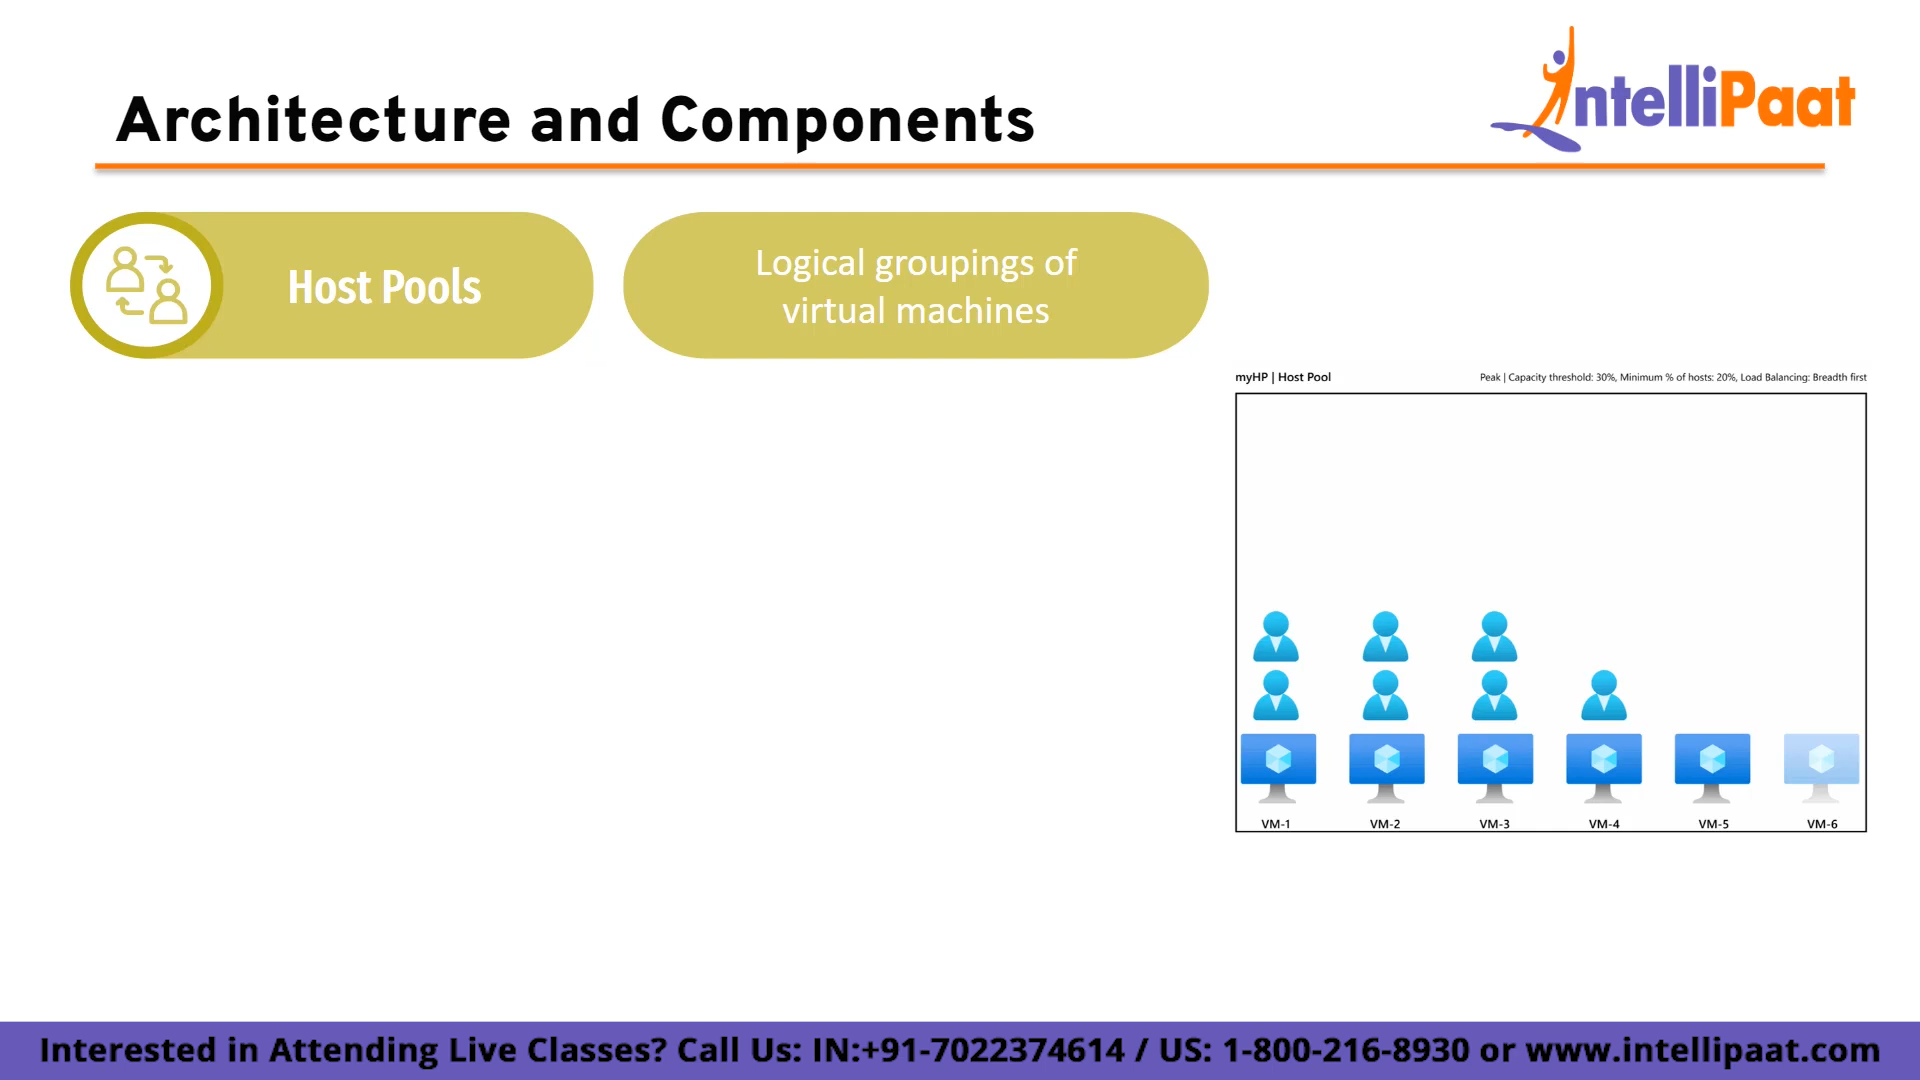 Architecture and Components
IntelliPaat
Host Pools
Logical groupings of
virtual machines
myHP | Host Pool
Peak | Capacity threshold: 30%, Minimum % of hosts: 20%, Load Balancing: Breadth first
VM-1 VM-2 VM-3 VM-4 VM-5 VM-6
Interested in Attending Live Classes? Call Us: IN:+91-7022374614 / US: 1-800-216-8930 or www.intellipaat.com